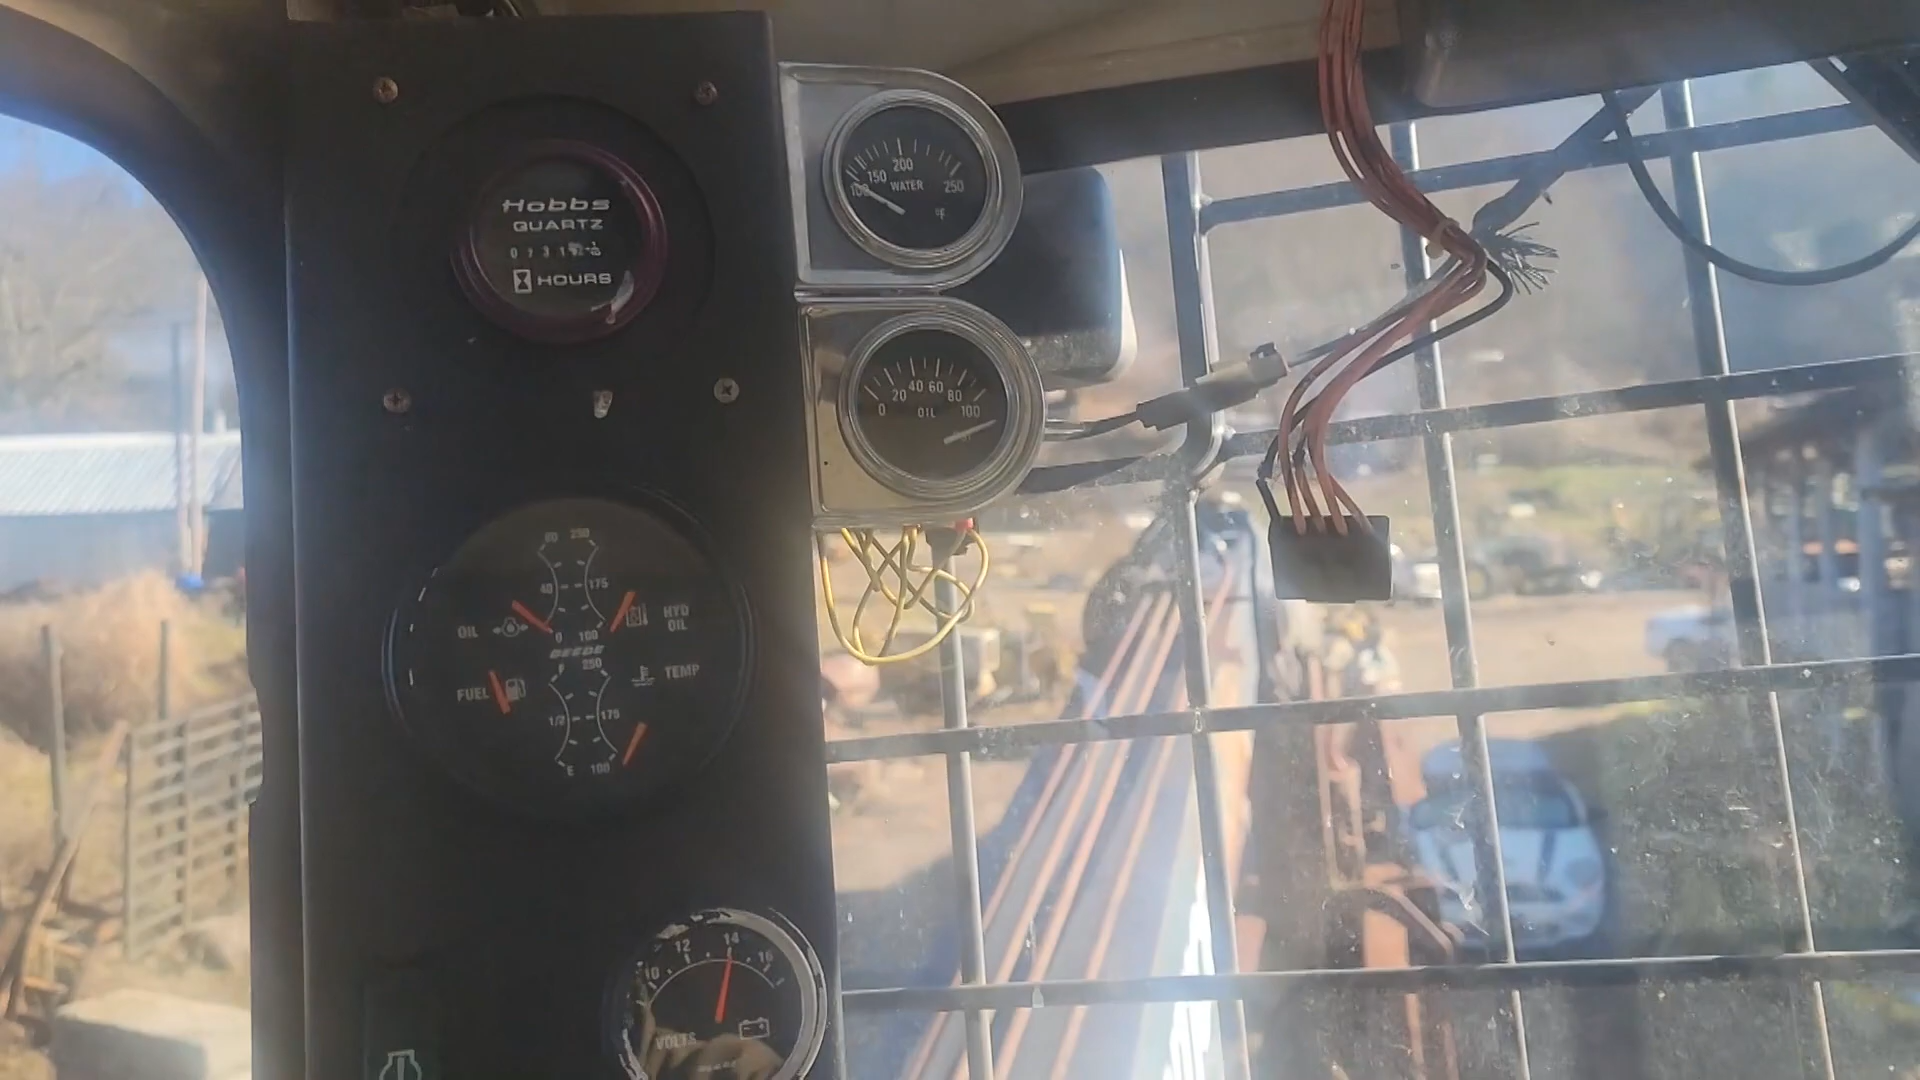 Hobbs
QUARTZ
HOURS
200
150
100
WATER
250
°F
40 60
20
80
0
OIL
100
60 250
40 175
OIL
HYD
OIL
0 100
BEEDE
F 250
FUEL
TEMP
1/2 175
E 100
14
12
16
10
VOLTS